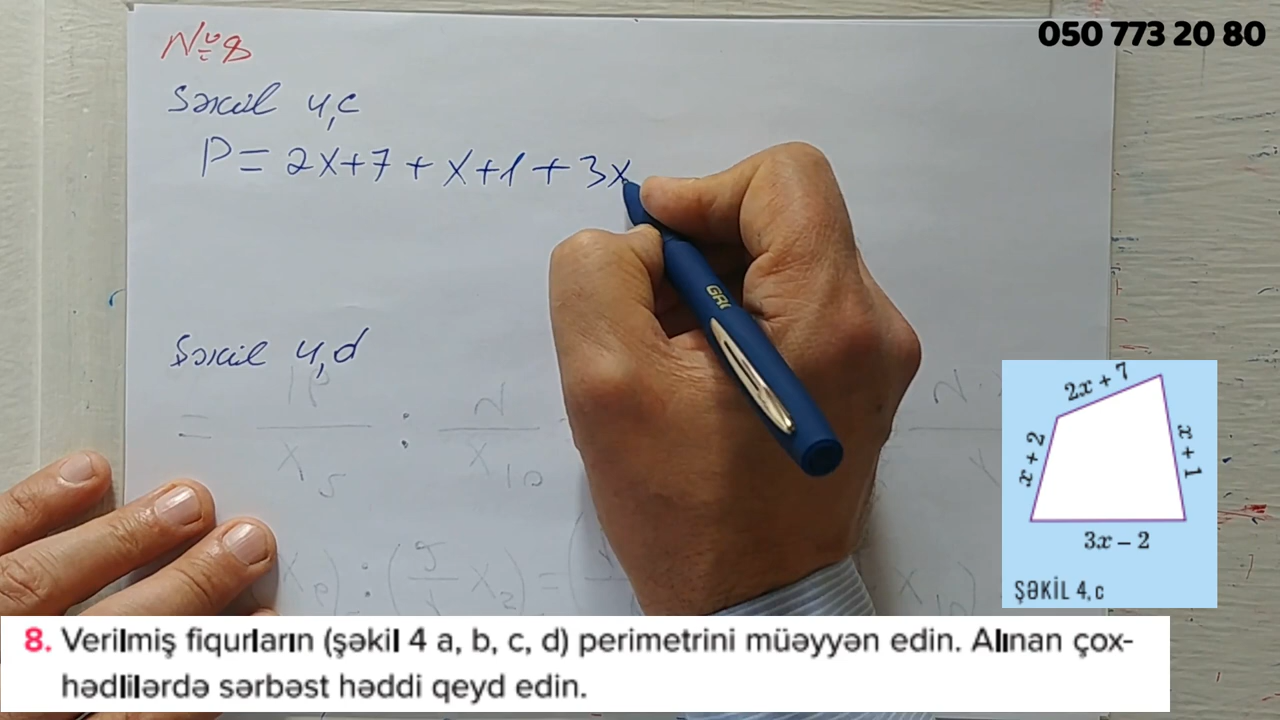 050 773 20 80
№8
Şəkil 4,c
P = 2x+7 + x+1 + 3x
Şəkil 4,d
GRI
2x + 7
x + 2
x + 1
3x – 2
ŞƏKİL 4, c
8. Verilmiş fiqurların (şəkil 4 a, b, c, d) perimetrini müəyyən edin. Alınan çox-
hədlilərdə sərbəst həddi qeyd edin.